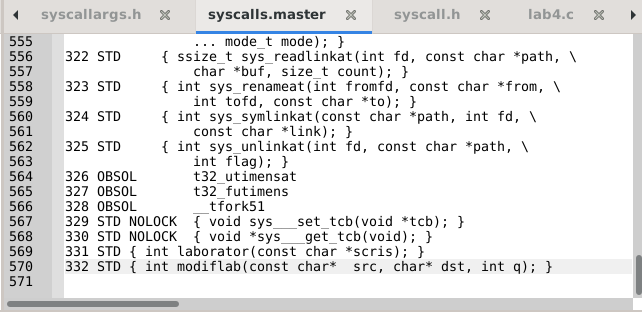 syscallargs.h syscalls.master syscall.h lab4.c
555 ... mode_t mode); }
556 322 STD { ssize_t sys_readlinkat(int fd, const char *path, \
557 char *buf, size_t count); }
558 323 STD { int sys_renameat(int fromfd, const char *from, \
559 int tofd, const char *to); }
560 324 STD { int sys_symlinkat(const char *path, int fd, \
561 const char *link); }
562 325 STD { int sys_unlinkat(int fd, const char *path, \
563 int flag); }
564 326 OBSOL t32_utimensat
565 327 OBSOL t32_futimens
566 328 OBSOL __tfork51
567 329 STD NOLOCK { void sys___set_tcb(void *tcb); }
568 330 STD NOLOCK { void *sys___get_tcb(void); }
569 331 STD { int laborator(const char *scris); }
570 332 STD { int modiflab(const char*  src, char* dst, int q); }
571